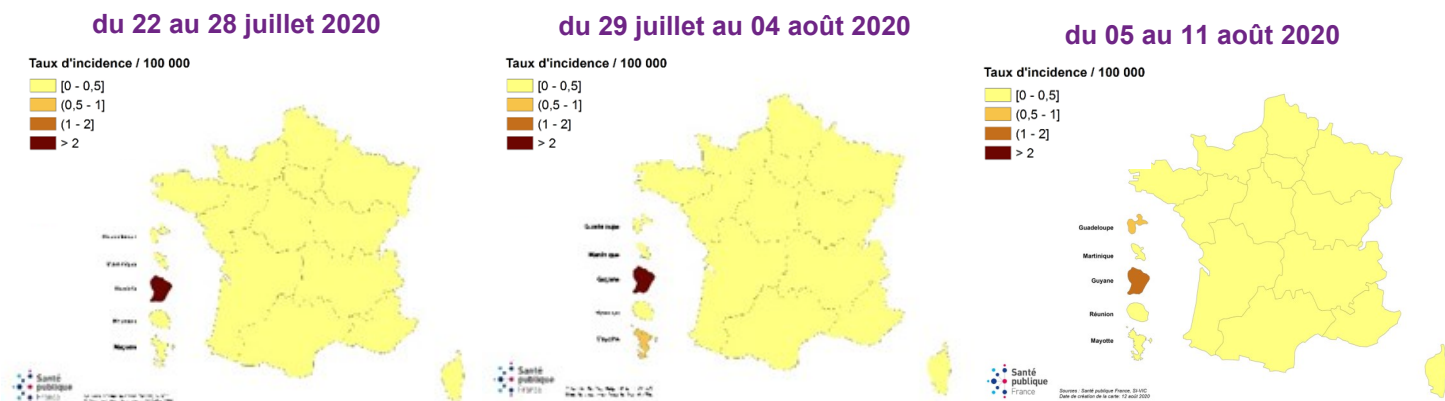 du 22 au 28 juillet 2020
Taux d'incidence / 100 000
[0 - 0,5]
(0,5 - 1]
(1 - 2]
> 2
Mayotte
Santé
publique
France
du 29 juillet au 04 août 2020
Taux d'incidence / 100 000
[0 - 0,5]
(0,5 - 1]
(1 - 2]
> 2
Guadeloupe
Martinique
Guyane
Santé
publique
France
du 05 au 11 août 2020
Taux d'incidence / 100 000
[0 - 0,5]
(0,5 - 1]
(1 - 2]
> 2
Guadeloupe
Martinique
Guyane
Réunion
Mayotte
Santé
publique
France
Sources : Santé publique France, SI-VIC
Date de création de la carte: 12 août 2020